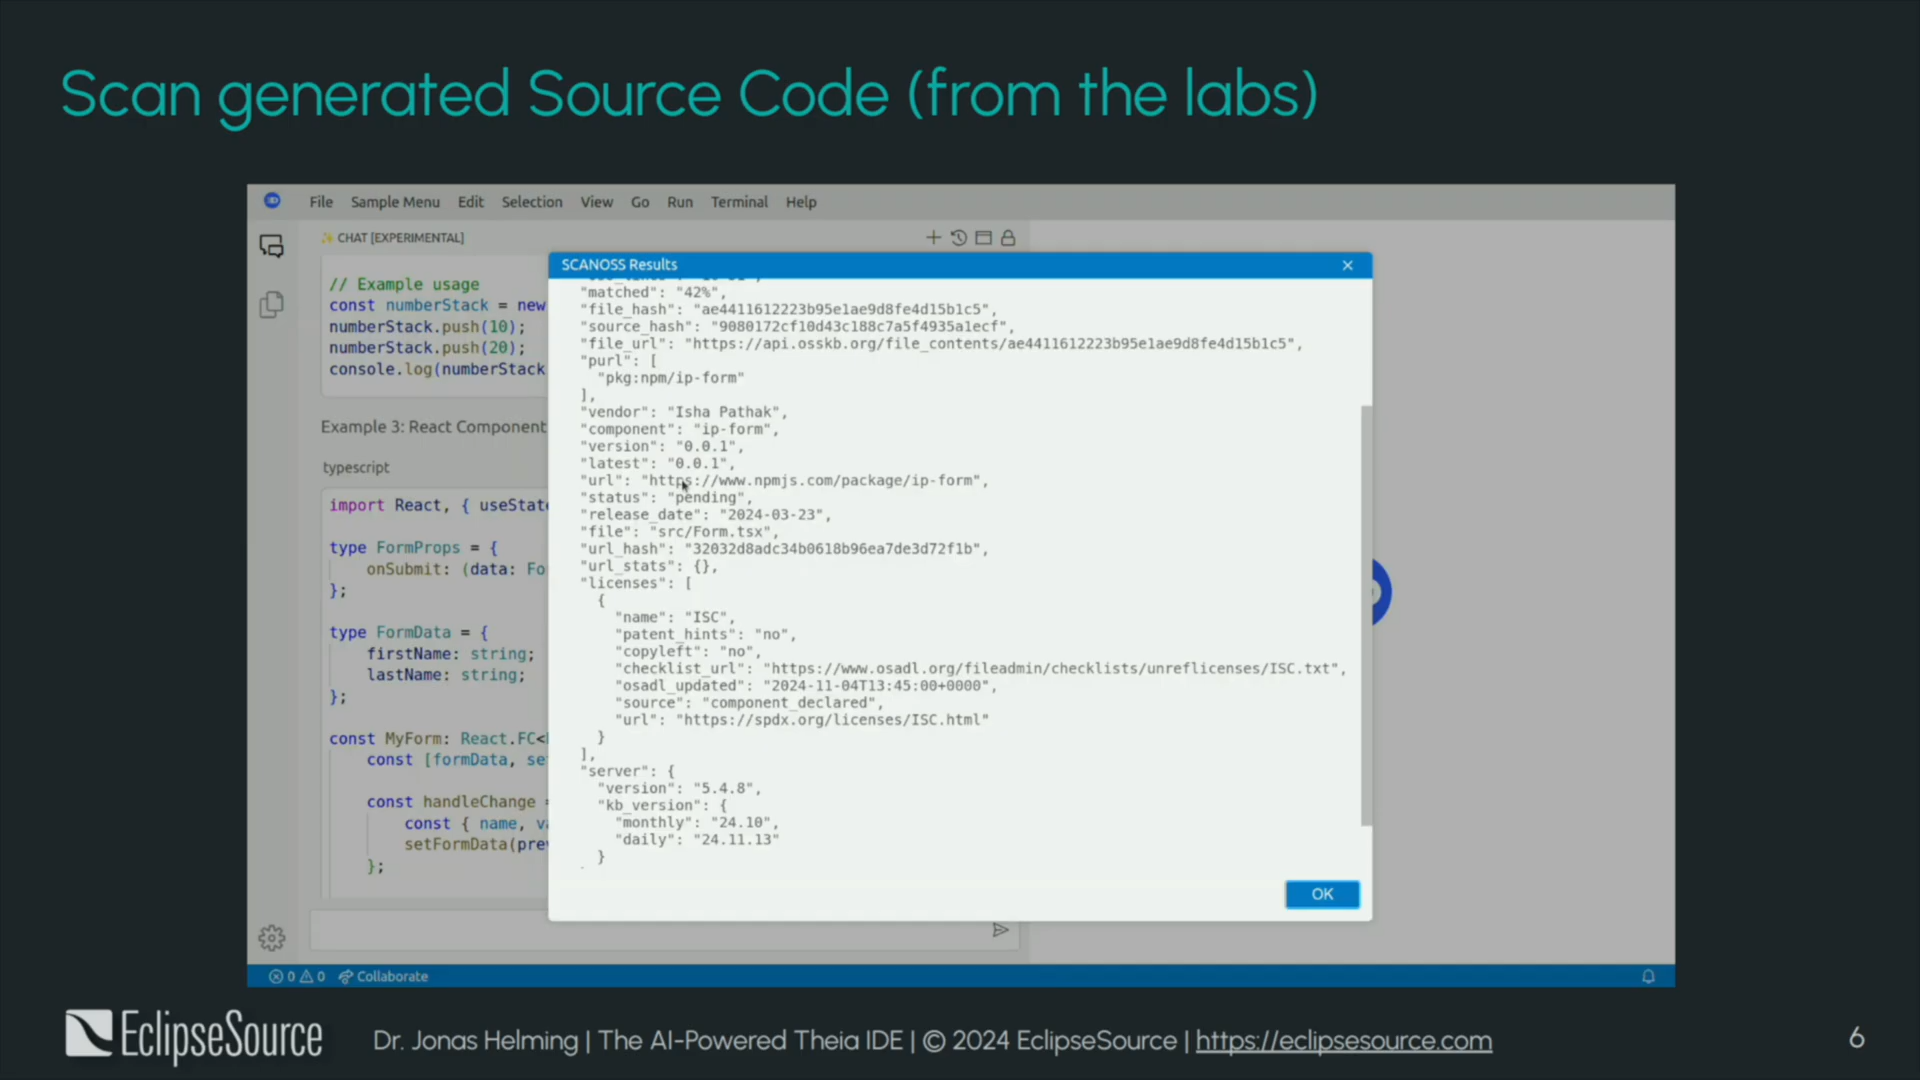 Scan generated Source Code (from the labs)
File Sample Menu Edit Selection View Go Run Terminal Help
CHAT [EXPERIMENTAL]
// Example usage
const numberStack = new
numberStack.push(10);
numberStack.push(20);
console.log(numberStack
Example 3: React Component
typescript
import React, { useState
type FormProps = {
onSubmit: (data: Fo
};
type FormData = {
firstName: string;
lastName: string;
};
const MyForm: React.FC<
const [formData, se
const handleChange =
const { name, va
setFormData(prev
};
SCANOSS Results
"matched": "42%",
"file_hash": "ae4411612223b95e1ae9d8fe4d15b1c5",
"source_hash": "9080172cf10d43c188c7a5f4935a1ecf",
"file_url": "https://api.osskb.org/file_contents/ae4411612223b95e1ae9d8fe4d15b1c5",
"purl": [
"pkg:npm/ip-form"
],
"vendor": "Isha Pathak",
"component": "ip-form",
"version": "0.0.1",
"latest": "0.0.1",
"url": "https://www.npmjs.com/package/ip-form",
"status": "pending",
"release_date": "2024-03-23",
"file": "src/Form.tsx",
"url_hash": "32032d8adc34b0618b96ea7de3d72f1b",
"url_stats": {},
"licenses": [
{
"name": "ISC",
"patent_hints": "no",
"copyleft": "no",
"checklist_url": "https://www.osadl.org/fileadmin/checklists/unreflicenses/ISC.txt",
"osadl_updated": "2024-11-04T13:45:00+0000",
"source": "component_declared",
"url": "https://spdx.org/licenses/ISC.html"
}
],
"server": {
"version": "5.4.8",
"kb_version": {
"monthly": "24.10",
"daily": "24.11.13"
}
OK
0 0 Collaborate
EclipseSource
Dr. Jonas Helming | The AI-Powered Theia IDE | © 2024 EclipseSource | https://eclipsesource.com
6